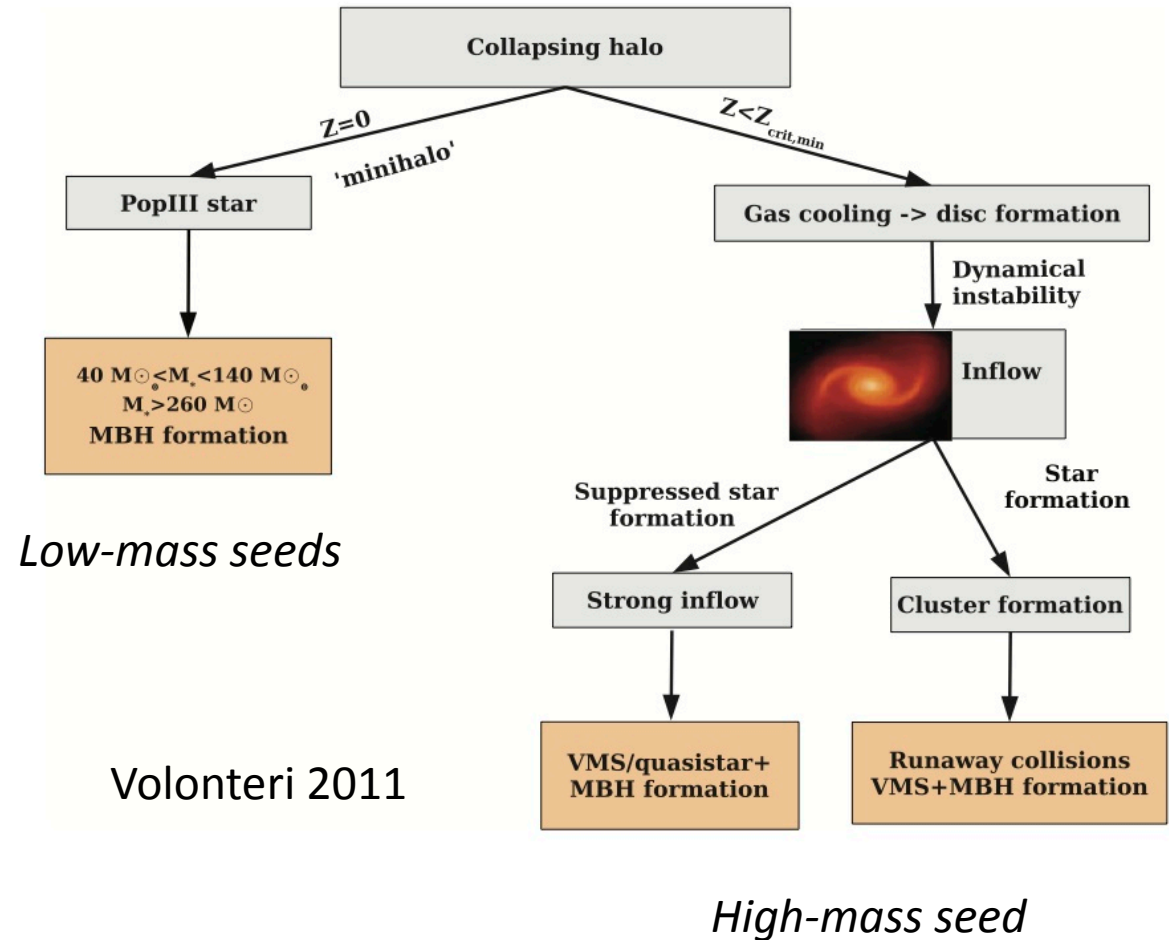 Collapsing halo
Z=0
'minihalo'
Z<Z_crit,min
PopIII star
Gas cooling -> disc formation
Dynamical
instability
40 M⊙<M*<140 M⊙
M*>260 M⊙
MBH formation
Inflow
Suppressed star
formation
Star
formation
Low-mass seeds
Strong inflow
Cluster formation
VMS/quasistar+
MBH formation
Runaway collisions
VMS+MBH formation
Volonteri 2011
High-mass seed